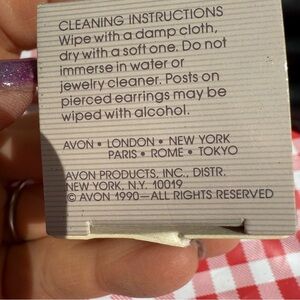 CLEANING INSTRUCTIONS
Wipe with a damp cloth,
dry with a soft one. Do not
immerse in water or
jewelry cleaner. Posts on
pierced earrings may be
wiped with alcohol.
AVON • LONDON • NEW YORK
PARIS • ROME • TOKYO
AVON PRODUCTS, INC., DISTR.
NEW YORK, N.Y. 10019
© AVON 1990—ALL RIGHTS RESERVED